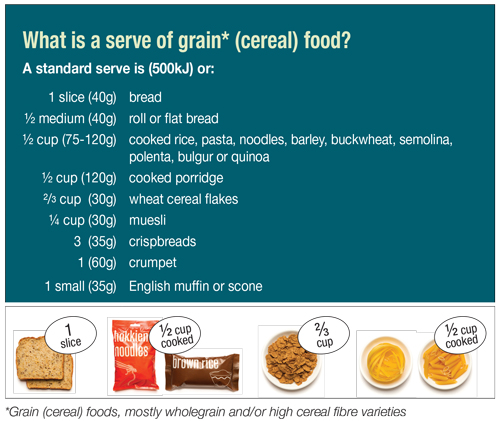 What is a serve of grain* (cereal) food?
A standard serve is (500kJ) or:
1 slice (40g) bread
½ medium (40g) roll or flat bread
½ cup (75-120g) cooked rice, pasta, noodles, barley, buckwheat, semolina,
polenta, bulgur or quinoa
½ cup (120g) cooked porridge
²/₃ cup (30g) wheat cereal flakes
¼ cup (30g) muesli
3 (35g) crispbreads
1 (60g) crumpet
1 small (35g) English muffin or scone
1
slice
hokkien
noodles
½ cup
cooked
brown rice
²/₃
cup
½ cup
cooked
*Grain (cereal) foods, mostly wholegrain and/or high cereal fibre varieties